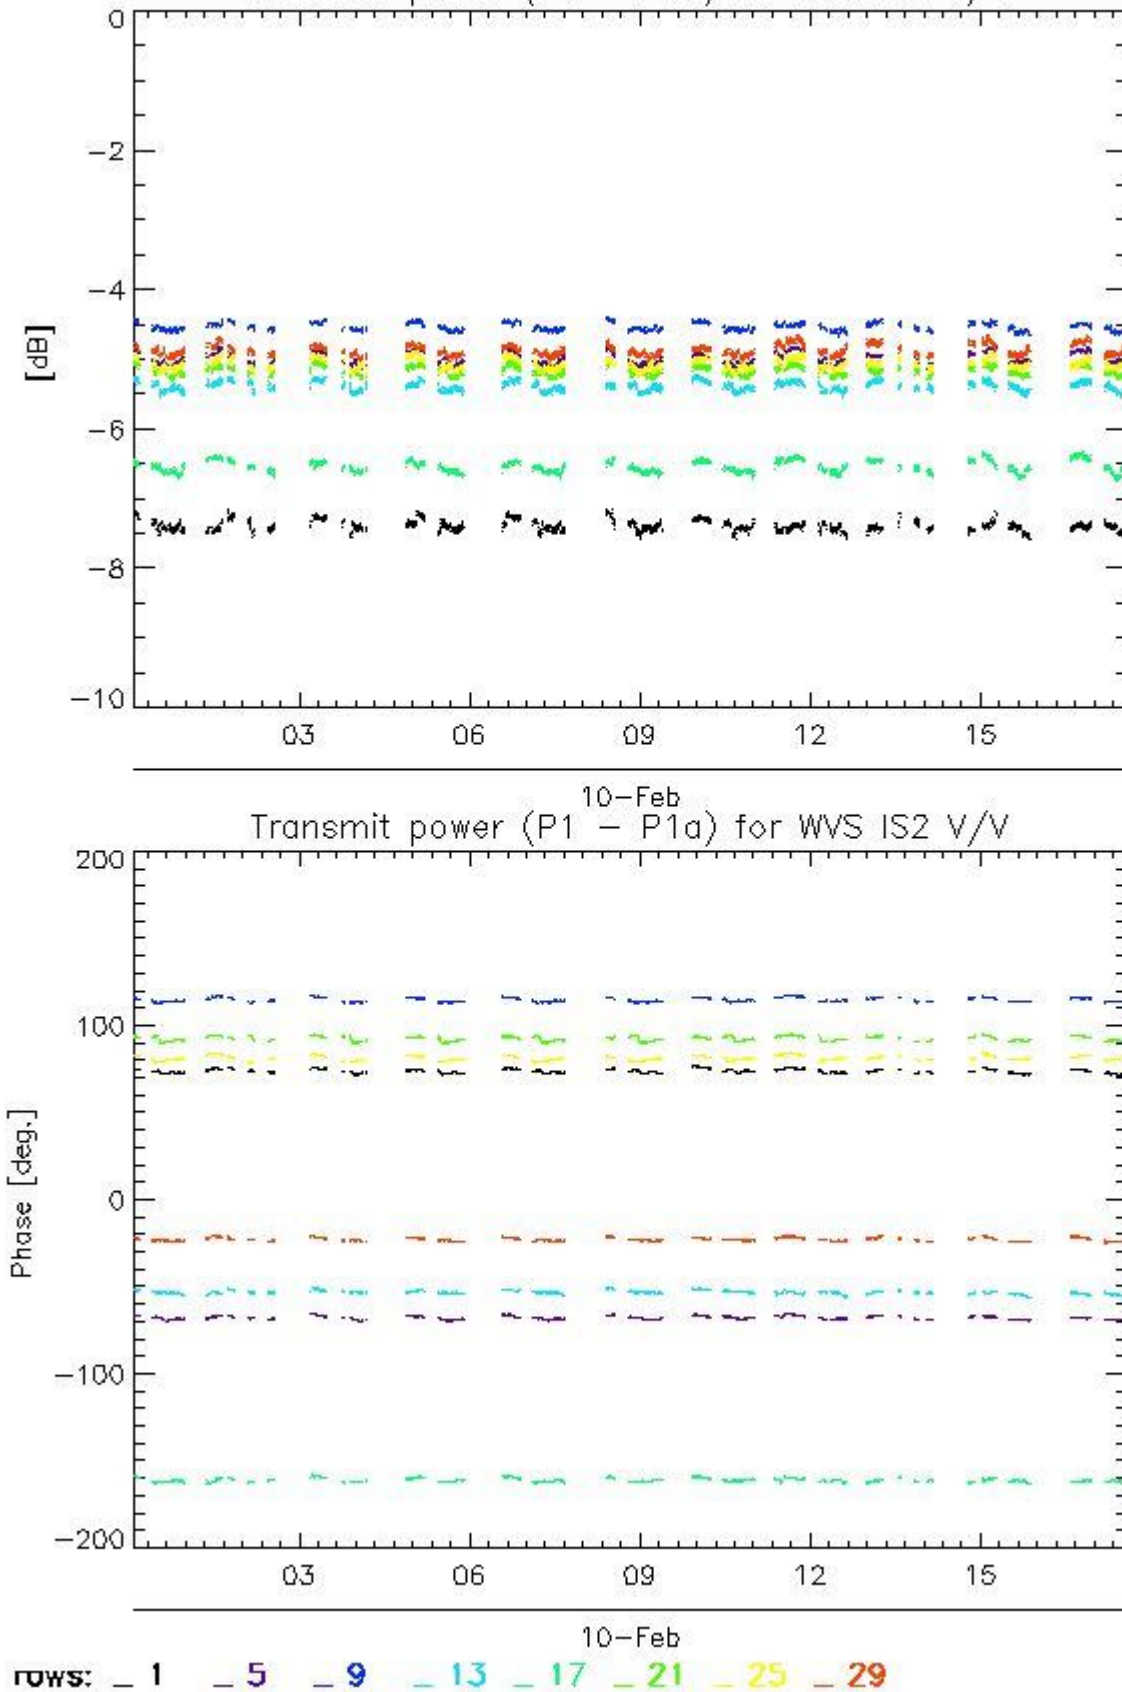 0
-2
-4
[dB]
-6
-8
-10
03 06 09 12 15
10-Feb
Transmit power (P1 - P1a) for WVS IS2 V/V
200
100
0
Phase [deg.]
-100
-200
03 06 09 12 15
10-Feb
rows: _ 1 _ 5 _ 9 _ 13 _ 17 _ 21 _ 25 _ 29